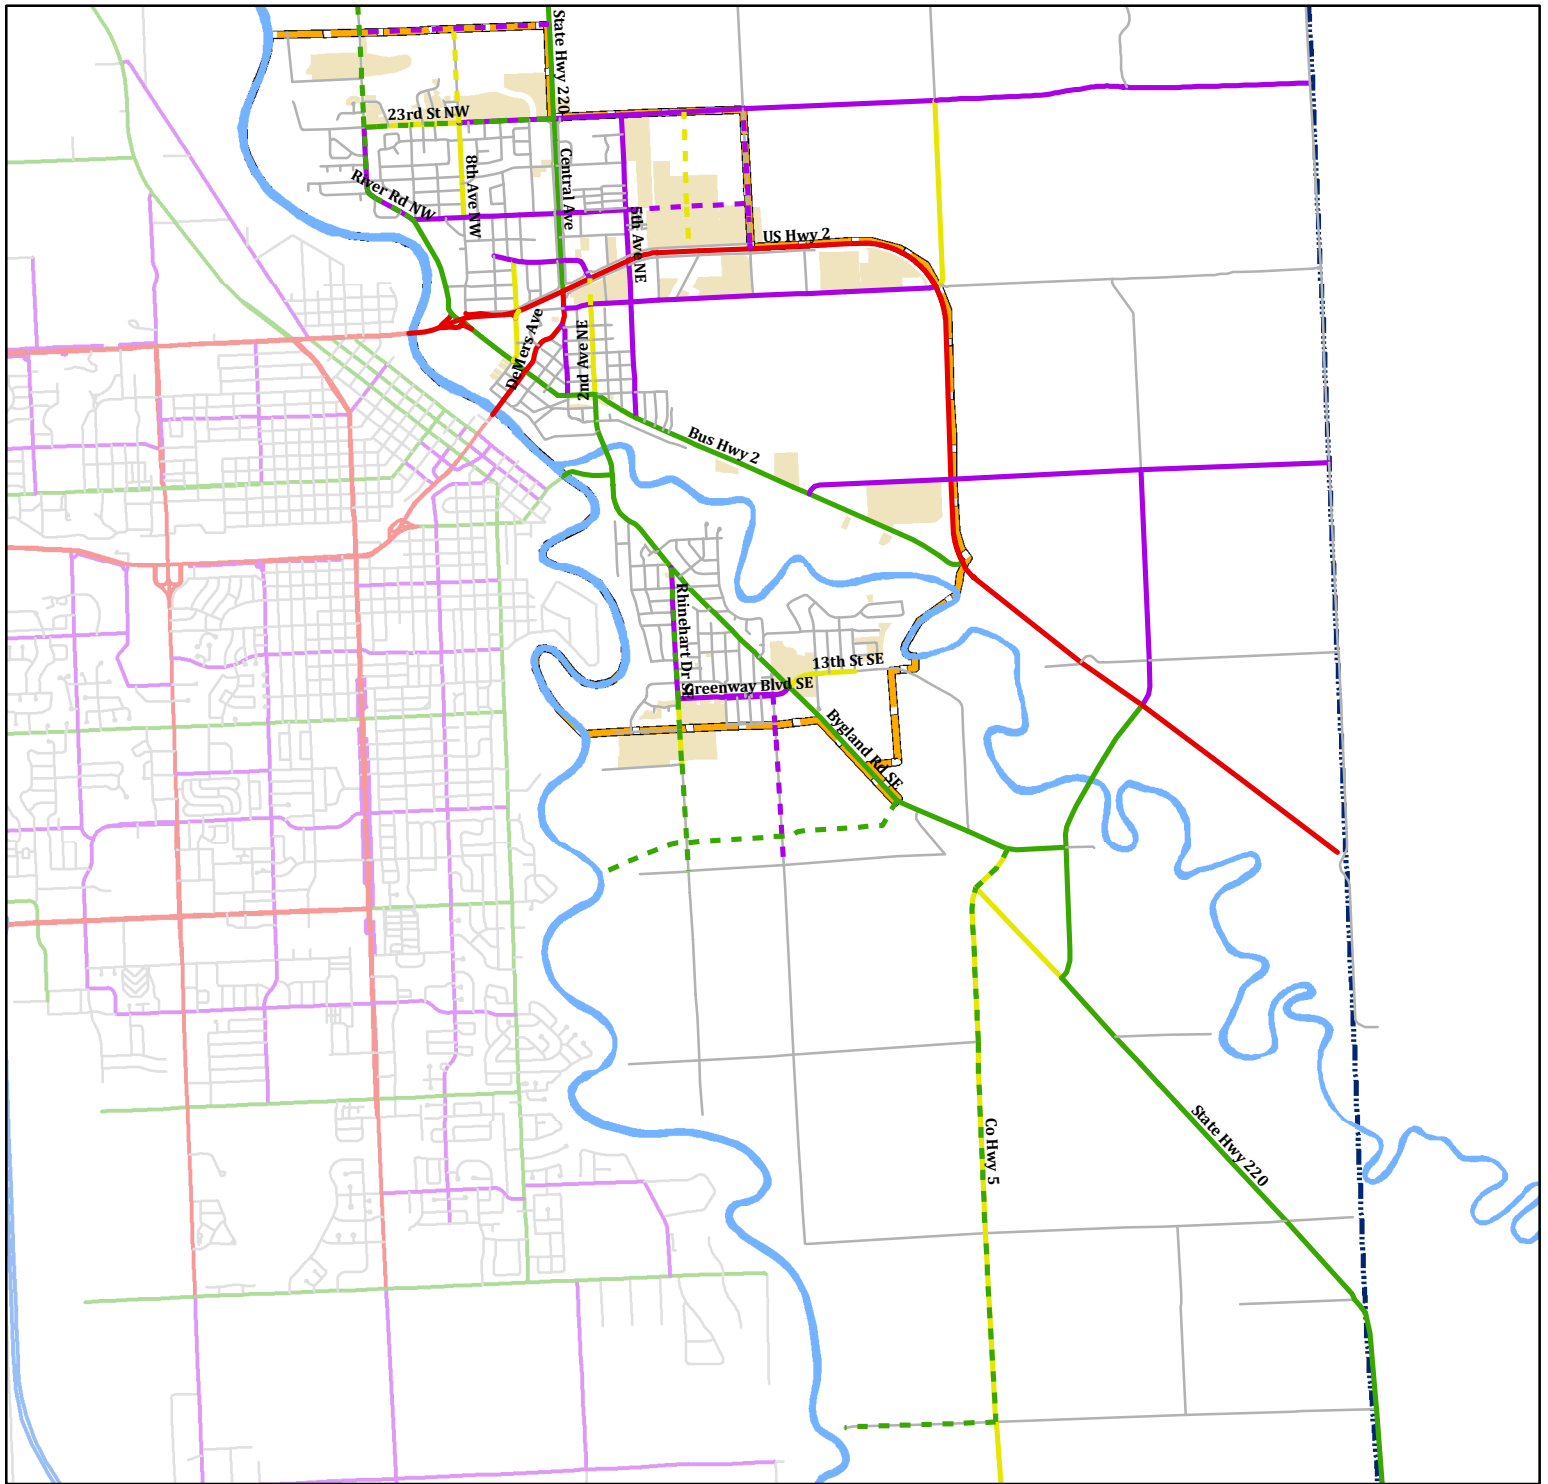 State Hwy 220
23rd St NW
River Rd NW
8th Ave NW
Central Ave
5th Ave NE
US Hwy 2
DeMers Ave
2nd Ave NE
Bus Hwy 2
Rhinehart Dr SE
13th St SE
Greenway Blvd SE
Bygland Rd SE
Co Hwy 5
State Hwy 220